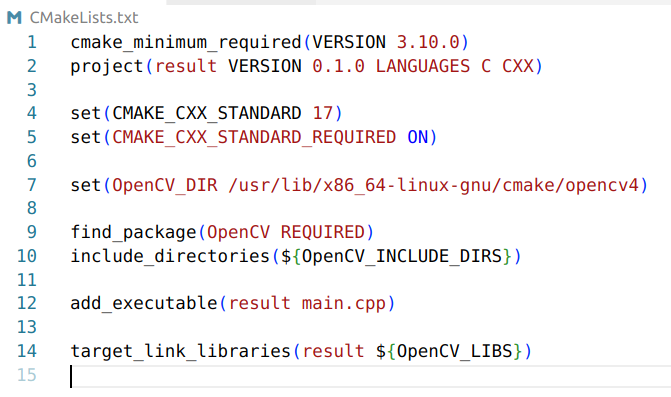 CMakeLists.txt
1 cmake_minimum_required(VERSION 3.10.0)
2 project(result VERSION 0.1.0 LANGUAGES C CXX)
3
4 set(CMAKE_CXX_STANDARD 17)
5 set(CMAKE_CXX_STANDARD_REQUIRED ON)
6
7 set(OpenCV_DIR /usr/lib/x86_64-linux-gnu/cmake/opencv4)
8
9 find_package(OpenCV REQUIRED)
10 include_directories(${OpenCV_INCLUDE_DIRS})
11
12 add_executable(result main.cpp)
13
14 target_link_libraries(result ${OpenCV_LIBS})
15